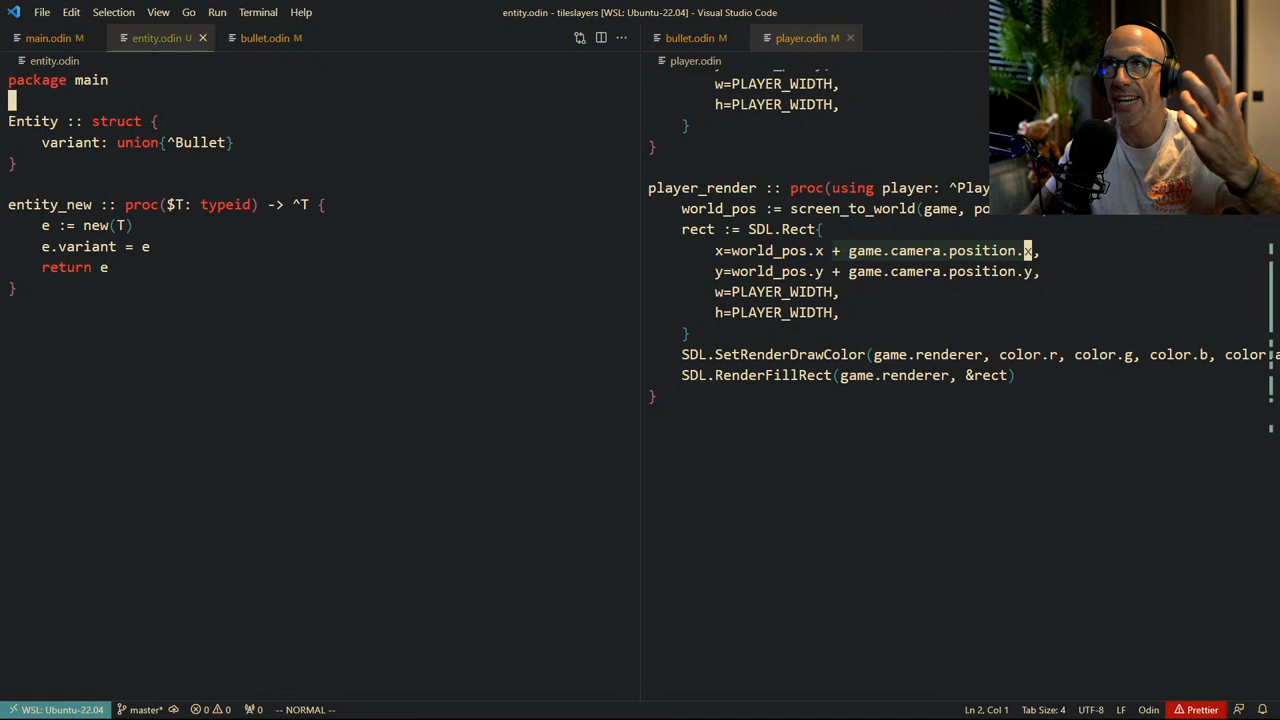 File Edit Selection View Go Run Terminal Help
entity.odin - tileslayers [WSL: Ubuntu-22.04] - Visual Studio Code
main.odin M entity.odin U bullet.odin M
bullet.odin M player.odin M
entity.odin
package main
Entity :: struct {
variant: union{^Bullet}
}
entity_new :: proc($T: typeid) -> ^T {
e := new(T)
e.variant = e
return e
}
player.odin
w=PLAYER_WIDTH,
h=PLAYER_WIDTH,
}
}
player_render :: proc(using player: ^Play
world_pos := screen_to_world(game, po
rect := SDL.Rect{
x=world_pos.x + game.camera.position.x,
y=world_pos.y + game.camera.position.y,
w=PLAYER_WIDTH,
h=PLAYER_WIDTH,
}
SDL.SetRenderDrawColor(game.renderer, color.r, color.g, color.b, color.a
SDL.RenderFillRect(game.renderer, &rect)
}
WSL: Ubuntu-22.04 master* 0 0 0 -- NORMAL -- Ln 2, Col 1 Tab Size: 4 UTF-8 LF Odin Prettier